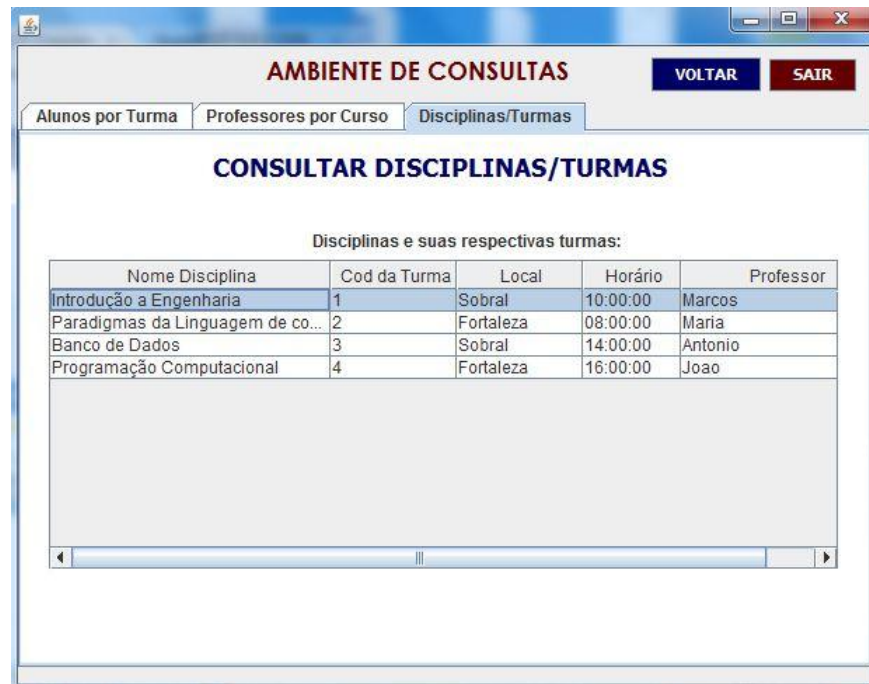 AMBIENTE DE CONSULTAS VOLTAR SAIR
Alunos por Turma Professores por Curso Disciplinas/Turmas
CONSULTAR DISCIPLINAS/TURMAS
Disciplinas e suas respectivas turmas:
Nome Disciplina Cod da Turma Local Horário Professor
Introdução a Engenharia 1 Sobral 10:00:00 Marcos
Paradigmas da Linguagem de co... 2 Fortaleza 08:00:00 Maria
Banco de Dados 3 Sobral 14:00:00 Antonio
Programação Computacional 4 Fortaleza 16:00:00 Joao